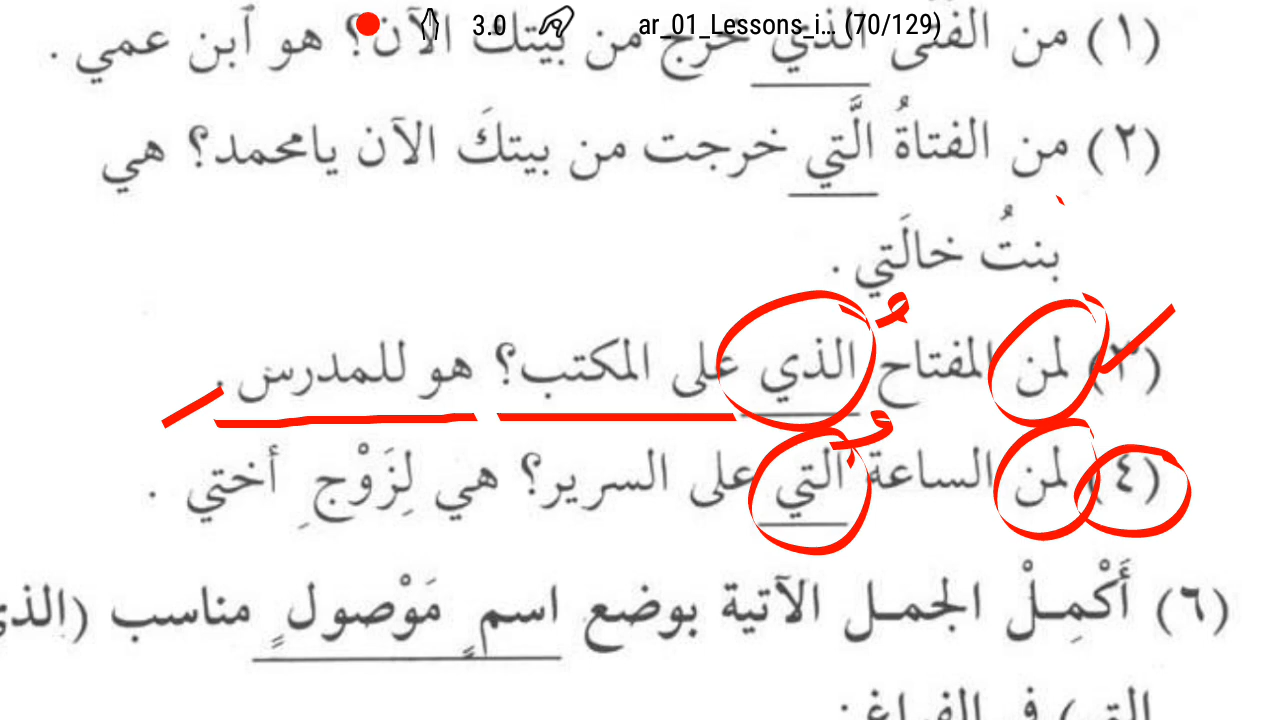 3.0 ar_01_Lessons_i... (70/129)
(١) من الفتى الذي خرج من بيتك الآن؟ هو ٱبن عمي .
(٢) من الفتاةُ الَّتي خرجت من بيتكَ الآن يامحمد؟ هي
بنتُ خالَتي .
(٣) لمن المفتاح الذي على المكتب؟ هو للمدرس .
(٤) لمن الساعة التي على السرير؟ هي لِزَوْجِ أختي .
(٦) أَكْمِلْ الجمل الآتية بوضع اسمٍ مَوْصولٍ مناسب (الذي
التي) في الفراغ: